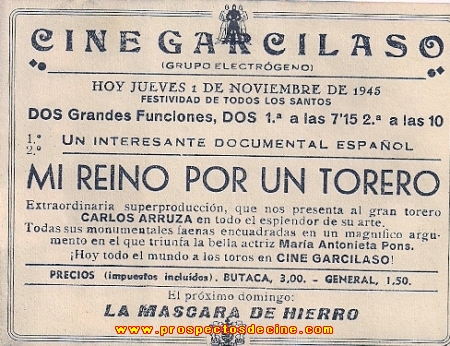 CINE GARCILASO
(GRUPO ELECTRÓGENO)
HOY JUEVES 1 DE NOVIEMBRE DE 1945
FESTIVIDAD DE TODOS LOS SANTOS
DOS Grandes Funciones, DOS 1.ª a las 7'15 2.ª a las 10
1.º UN INTERESANTE DOCUMENTAL ESPAÑOL
2.º
MI REINO POR UN TORERO
Extraordinaria superproducción, que nos presenta al gran torero
CARLOS ARRUZA en todo el esplendor de su arte.
Todas sus monumentales faenas encuadradas en un magnífico argu-
mento en el que triunfa la bella actriz María Antonieta Pons.
¡Hoy todo el mundo a los toros en CINE GARCILASO!
PRECIOS (impuestos incluídos). BUTACA, 3,00. - GENERAL, 1,50.
El próximo domingo:
LA MASCARA DE HIERRO
www.prospectosdecine.com